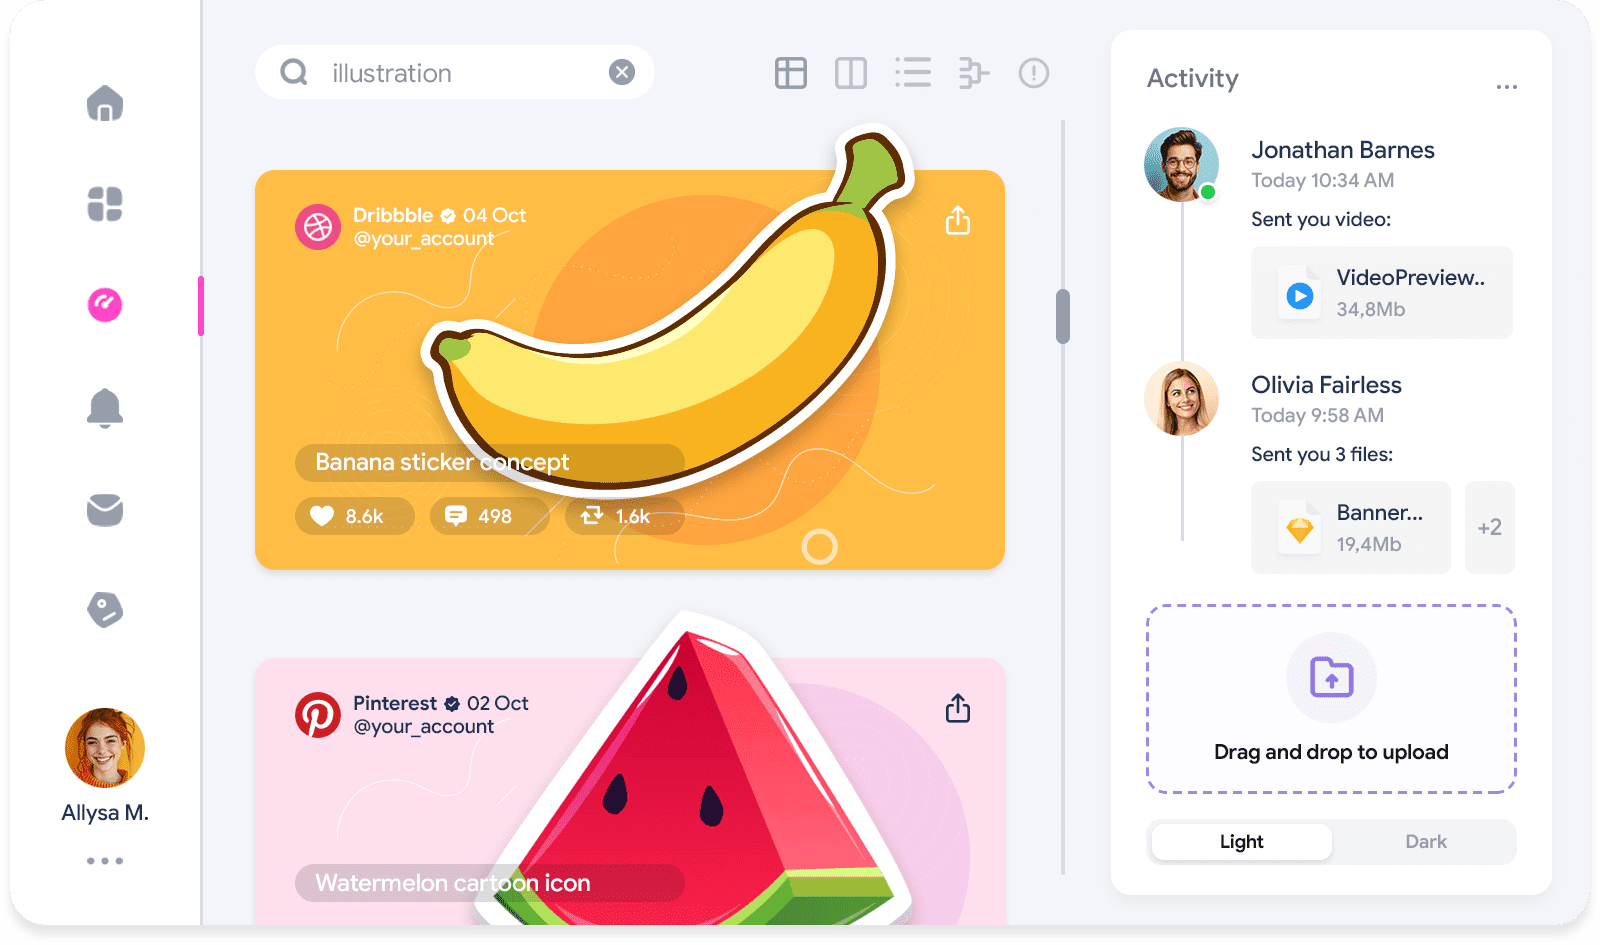 illustration
Dribbble 04 Oct
@your_account
Banana sticker concept
8.6k 498 1.6k
Pinterest 02 Oct
@your_account
Watermelon cartoon icon
Allysa M.
Activity
Jonathan Barnes
Today 10:34 AM
Sent you video:
VideoPreview..
34,8Mb
Olivia Fairless
Today 9:58 AM
Sent you 3 files:
Banner...
19,4Mb
+2
Drag and drop to upload
Light Dark